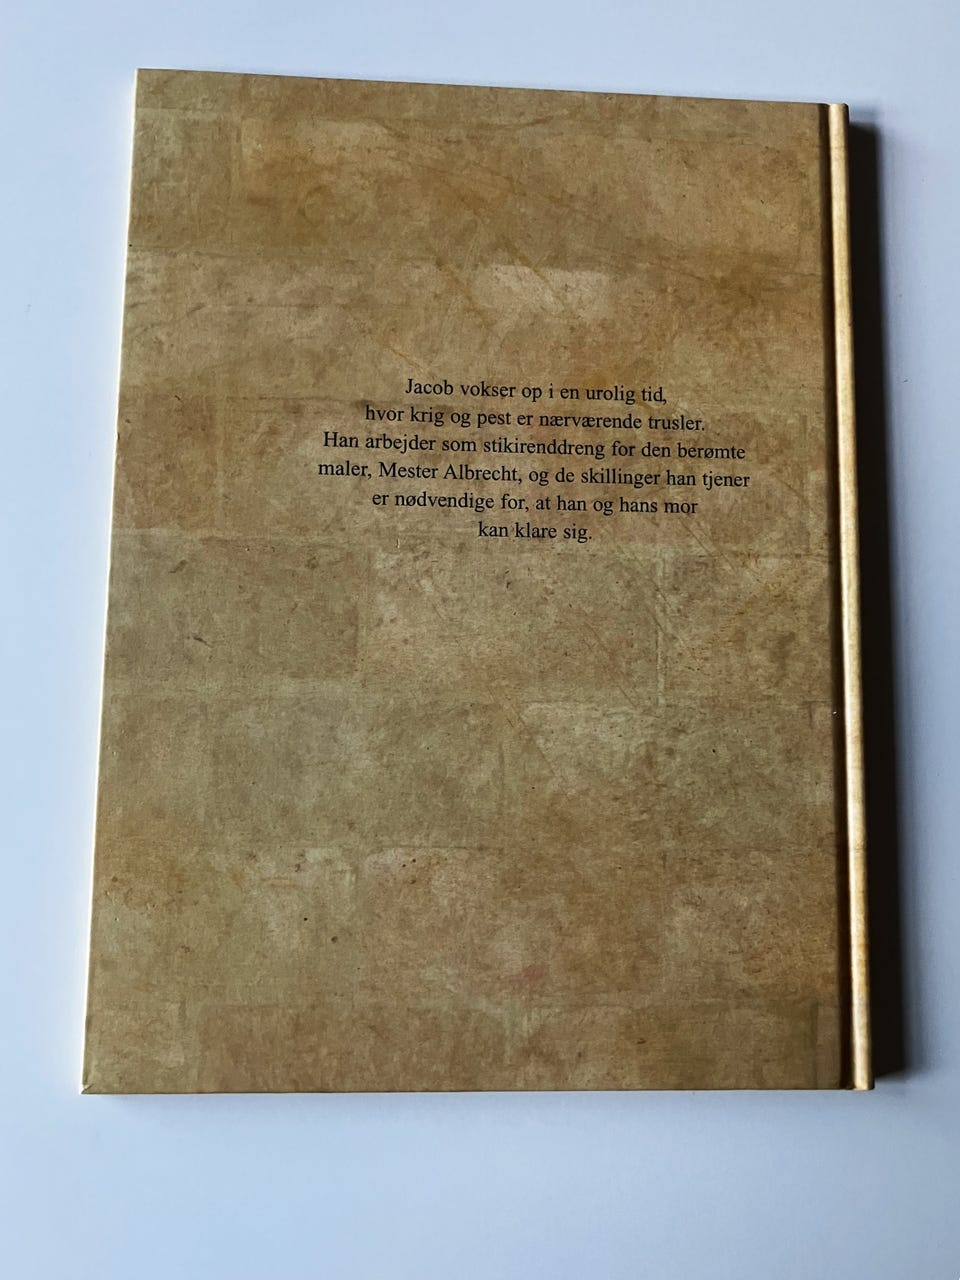 Jacob vokser op i en urolig tid,
hvor krig og pest er nærværende trusler.
Han arbejder som stikirenddreng for den berømte
maler, Mester Albrecht, og de skillinger han tjener
er nødvendige for, at han og hans mor
kan klare sig.